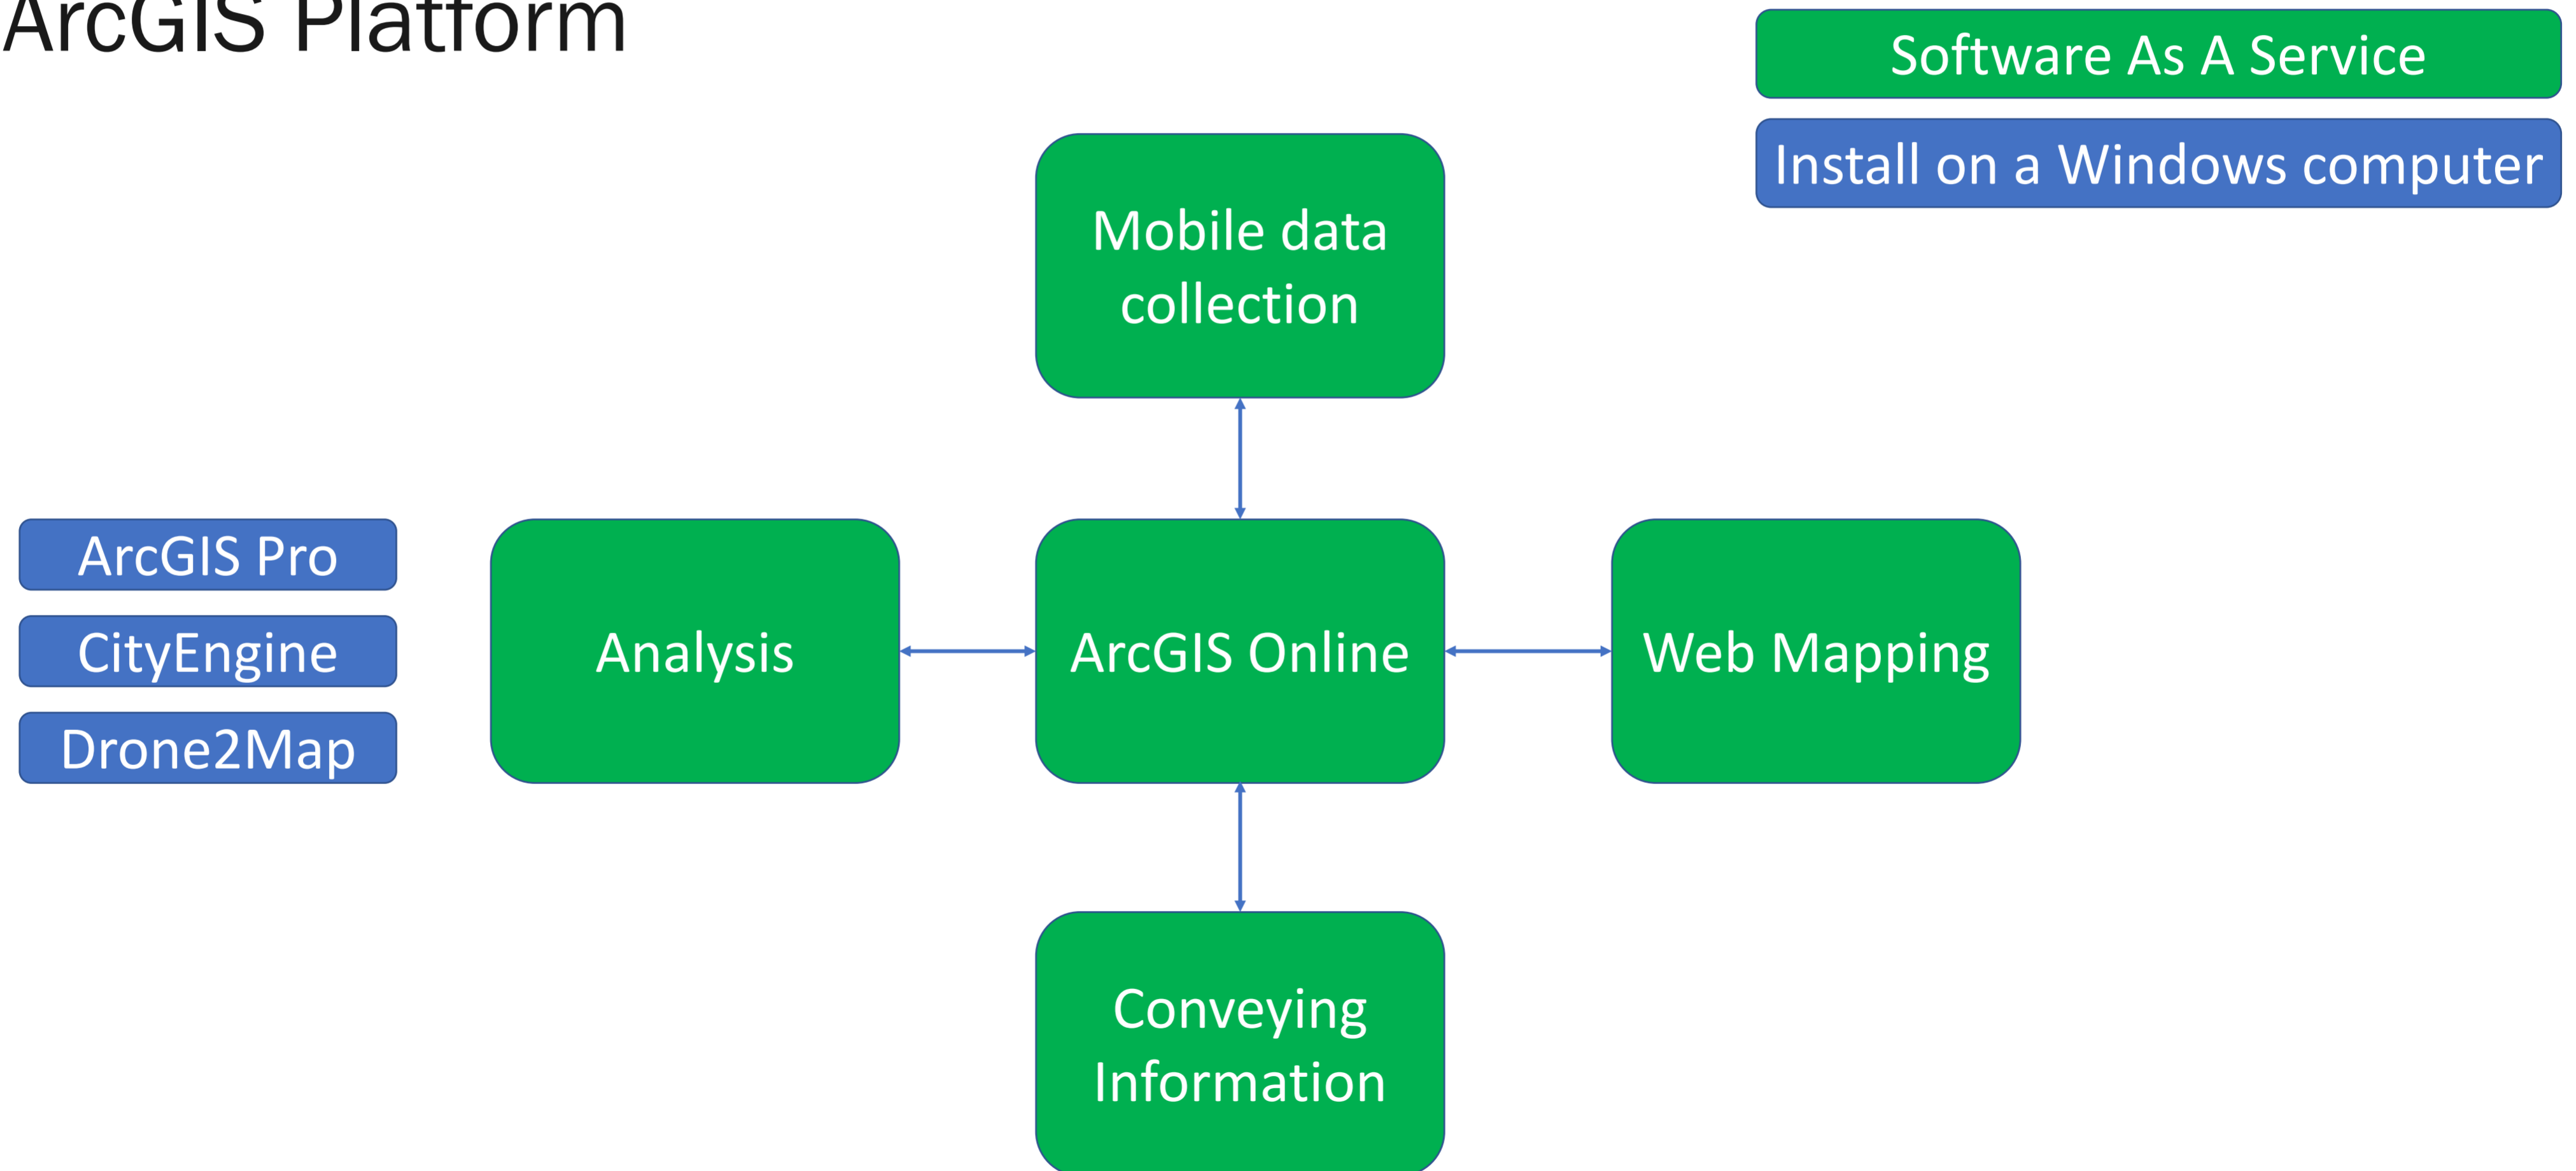 ArcGIS Platform
Software As A Service
Install on a Windows computer
Mobile data
collection
ArcGIS Pro
CityEngine
Drone2Map
Analysis
ArcGIS Online
Web Mapping
Conveying
Information